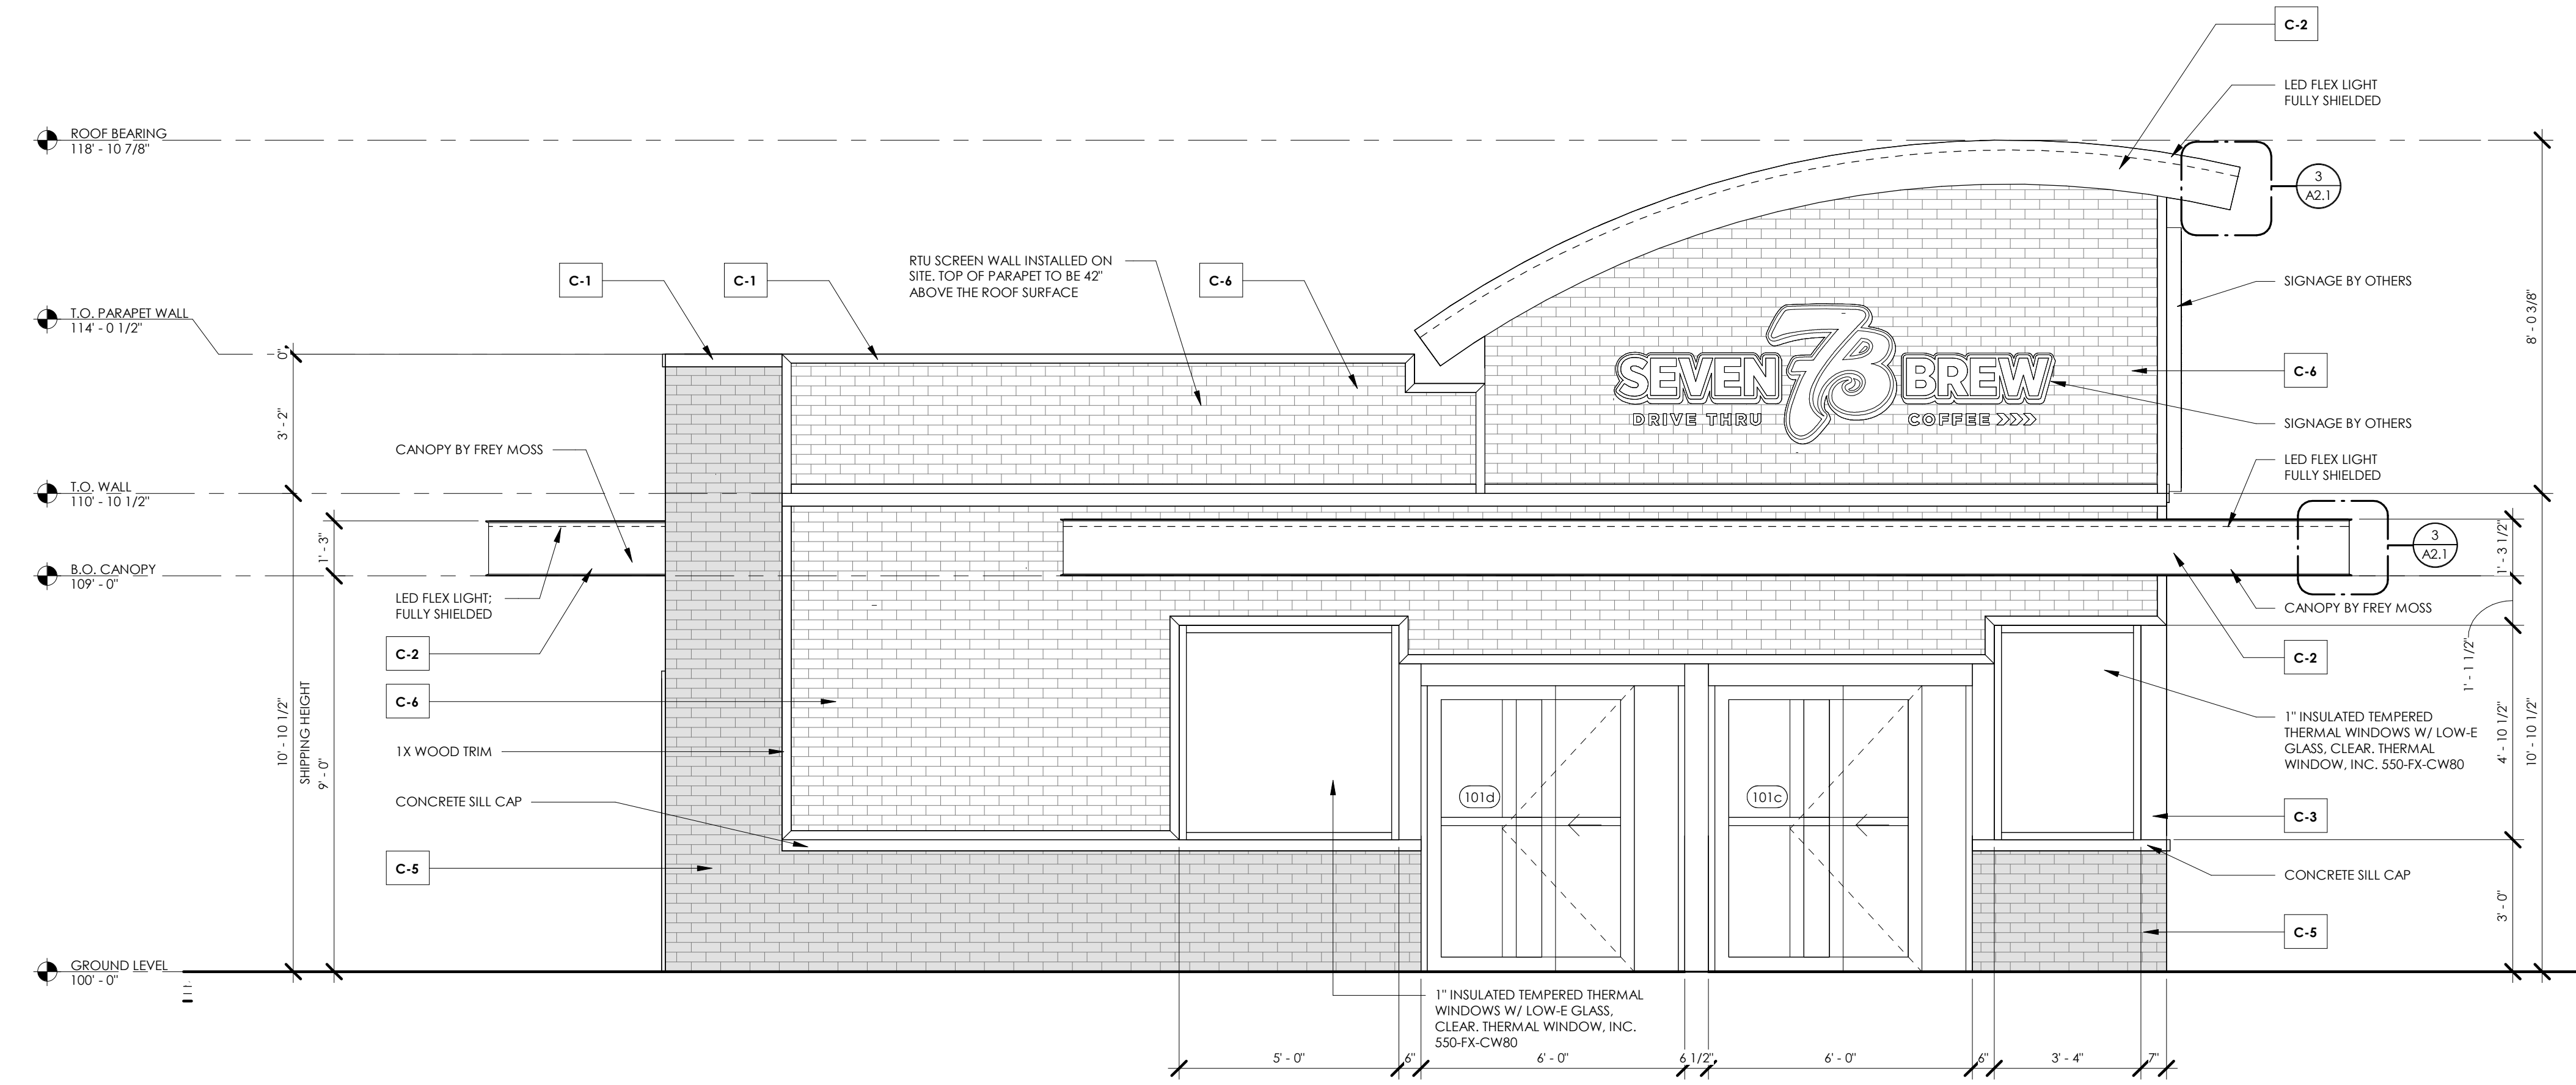 C-2
LED FLEX LIGHT
FULLY SHIELDED
ROOF BEARING
118' - 10 7/8"
3
A2.1
RTU SCREEN WALL INSTALLED ON
SITE. TOP OF PARAPET TO BE 42"
ABOVE THE ROOF SURFACE
C-1
C-1
C-6
SIGNAGE BY OTHERS
T.O. PARAPET WALL
114' - 0 1/2"
8' - 0 3/8"
0"
7B
SEVEN BREW
DRIVE THRU COFFEE
C-6
3' - 2"
SIGNAGE BY OTHERS
CANOPY BY FREY MOSS
LED FLEX LIGHT
FULLY SHIELDED
T.O. WALL
110' - 10 1/2"
1' - 3"
3
A2.1
1' - 3 1/2"
B.O. CANOPY
109' - 0"
LED FLEX LIGHT;
FULLY SHIELDED
CANOPY BY FREY MOSS
C-2
C-2
1' - 1 1/2"
C-6
10' - 10 1/2"
SHIPPING HEIGHT
9' - 0"
1" INSULATED TEMPERED
THERMAL WINDOWS W/ LOW-E
GLASS, CLEAR. THERMAL
WINDOW, INC. 550-FX-CW80
4' - 10 1/2"
10' - 10 1/2"
1X WOOD TRIM
101d
101c
CONCRETE SILL CAP
C-3
C-5
CONCRETE SILL CAP
3' - 0"
C-5
GROUND LEVEL
100' - 0"
1" INSULATED TEMPERED THERMAL
WINDOWS W/ LOW-E GLASS,
CLEAR. THERMAL WINDOW, INC.
550-FX-CW80
5' - 0" 6" 6' - 0" 6 1/2" 6' - 0" 6" 3' - 4" 7"